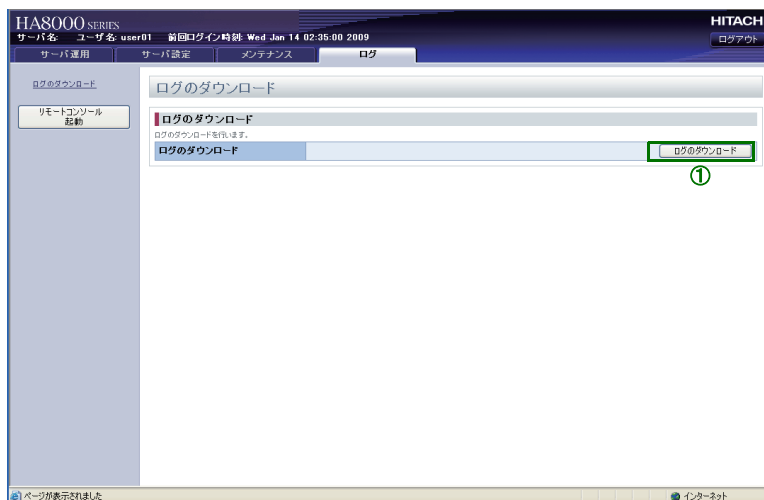 HA8000 SERIES
HITACH
サーバ名: ユーザ名: user01 前回ログイン時刻: Wed Jan 14 02:35:00 2009
ログアウト
サーバ運用 サーバ設定 メンテナンス ログ
ログのダウンロード
ログのダウンロード
リモートコンソール
起動
ログのダウンロード
ログのダウンロードを行います。
ログのダウンロード ログのダウンロード
①
ページが表示されました インターネット